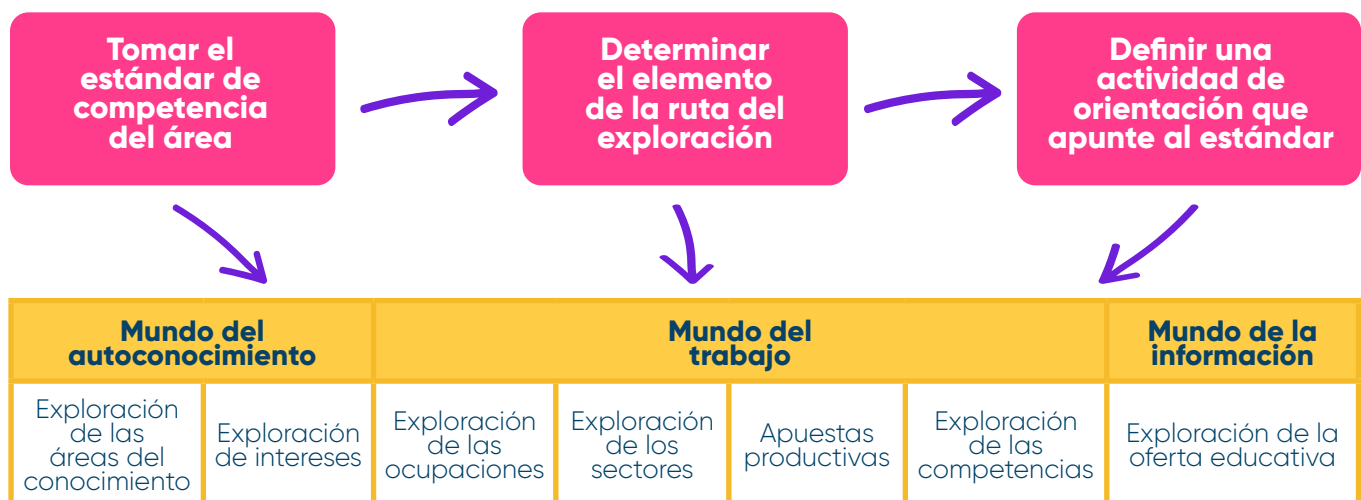 Tomar el
estándar de
competencia
del área
Determinar
el elemento
de la ruta del
exploración
Definir una
actividad de
orientación que
apunte al estándar
Mundo del
autoconocimiento
Mundo del
trabajo
Mundo de la
información
Exploración
de las
áreas del
conocimiento
Exploración
de intereses
Exploración
de las
ocupaciones
Exploración
de los
sectores
Apuestas
productivas
Exploración
de las
competencias
Exploración de la
oferta educativa